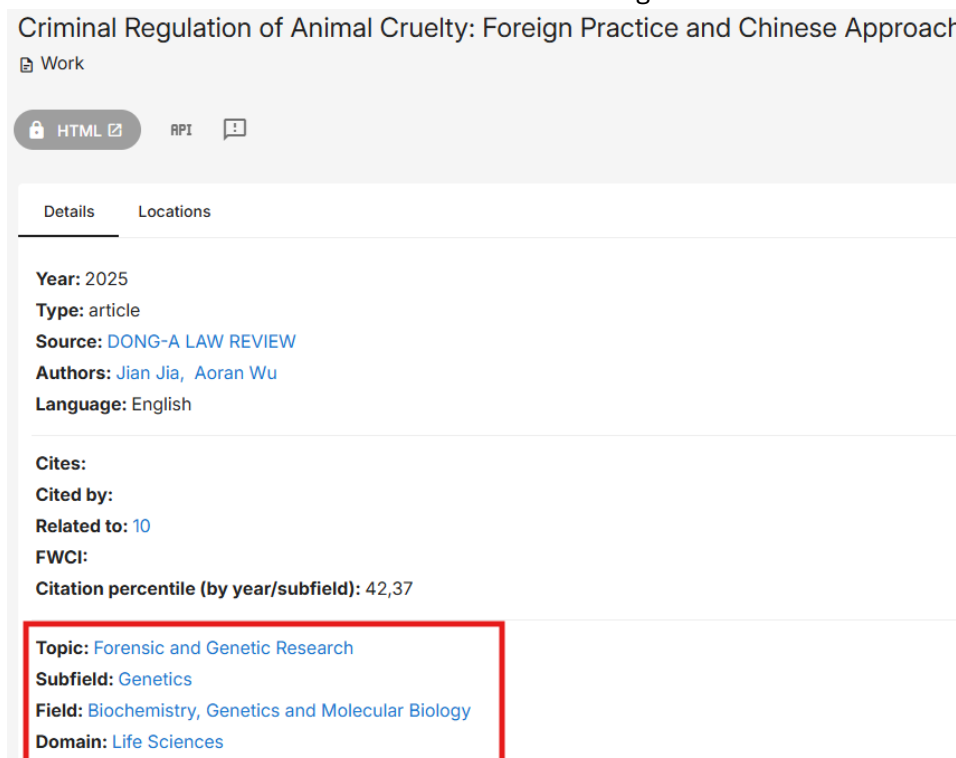 Criminal Regulation of Animal Cruelty: Foreign Practice and Chinese Approach
Work
HTML
API
Details Locations
Year: 2025
Type: article
Source: DONG-A LAW REVIEW
Authors: Jian Jia, Aoran Wu
Language: English
Cites:
Cited by:
Related to: 10
FWCI:
Citation percentile (by year/subfield): 42,37
Topic: Forensic and Genetic Research
Subfield: Genetics
Field: Biochemistry, Genetics and Molecular Biology
Domain: Life Sciences